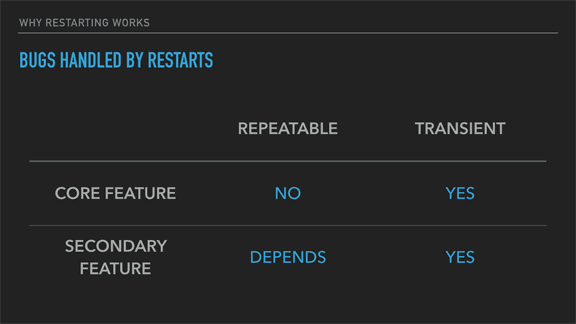 WHY RESTARTING WORKS
BUGS HANDLED BY RESTARTS
REPEATABLE TRANSIENT
CORE FEATURE NO YES
SECONDARY
FEATURE DEPENDS YES